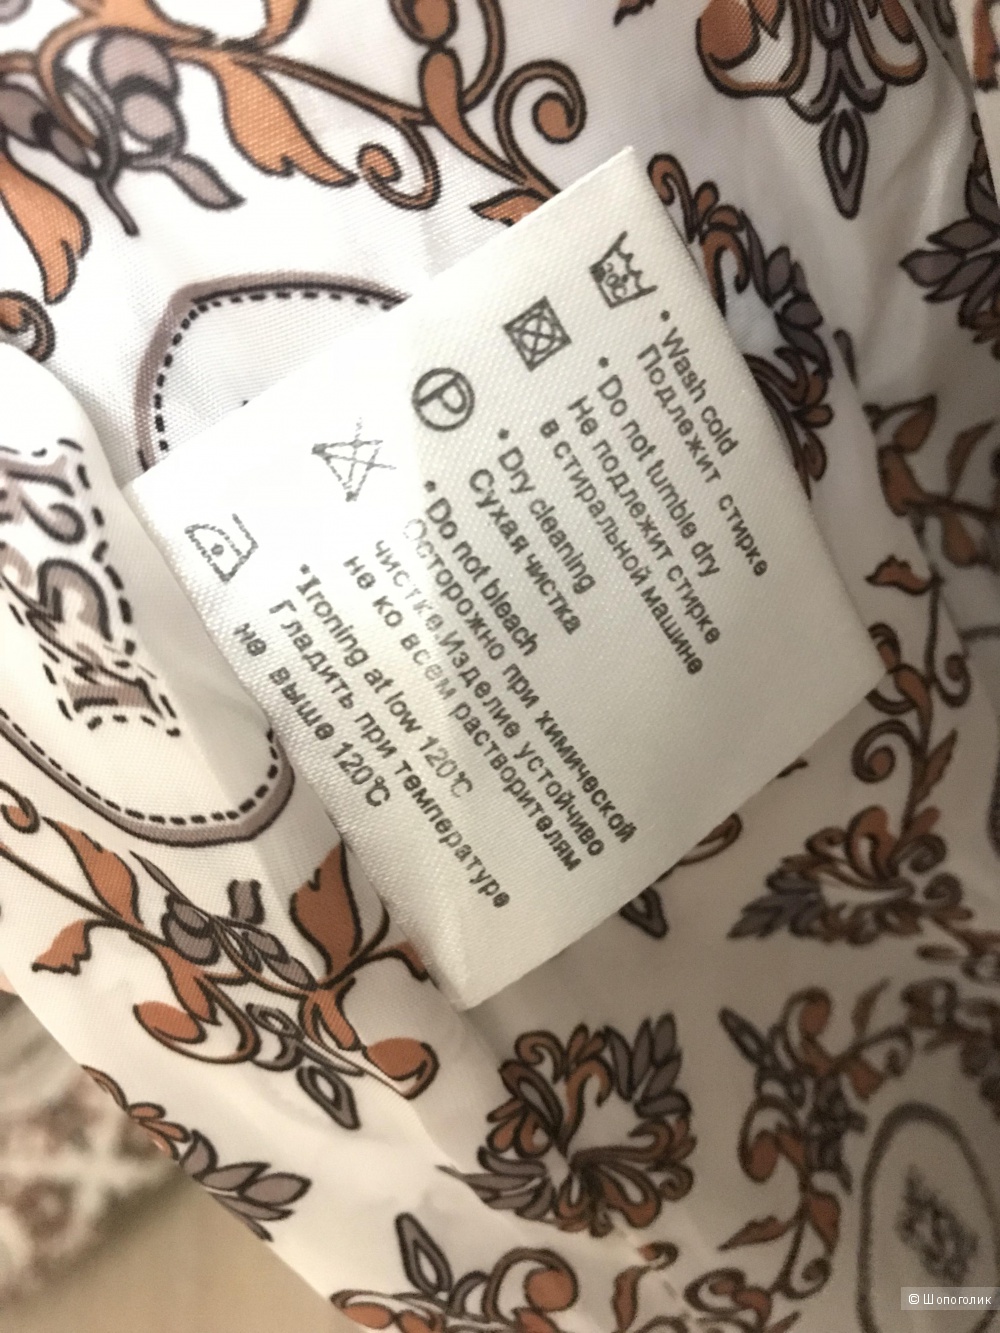 • Wash cold
Подлежит стирке
• Do not tumble dry
Не подлежит стирке
в стиральной машине
• Dry cleaning
Сухая чистка
• Do not bleach
Осторожно при химической
чистке.Изделие устойчиво
не ко всем растворителям
• Ironing at low 120℃
Гладить при температуре
не выше 120℃
P
© Шопоголик